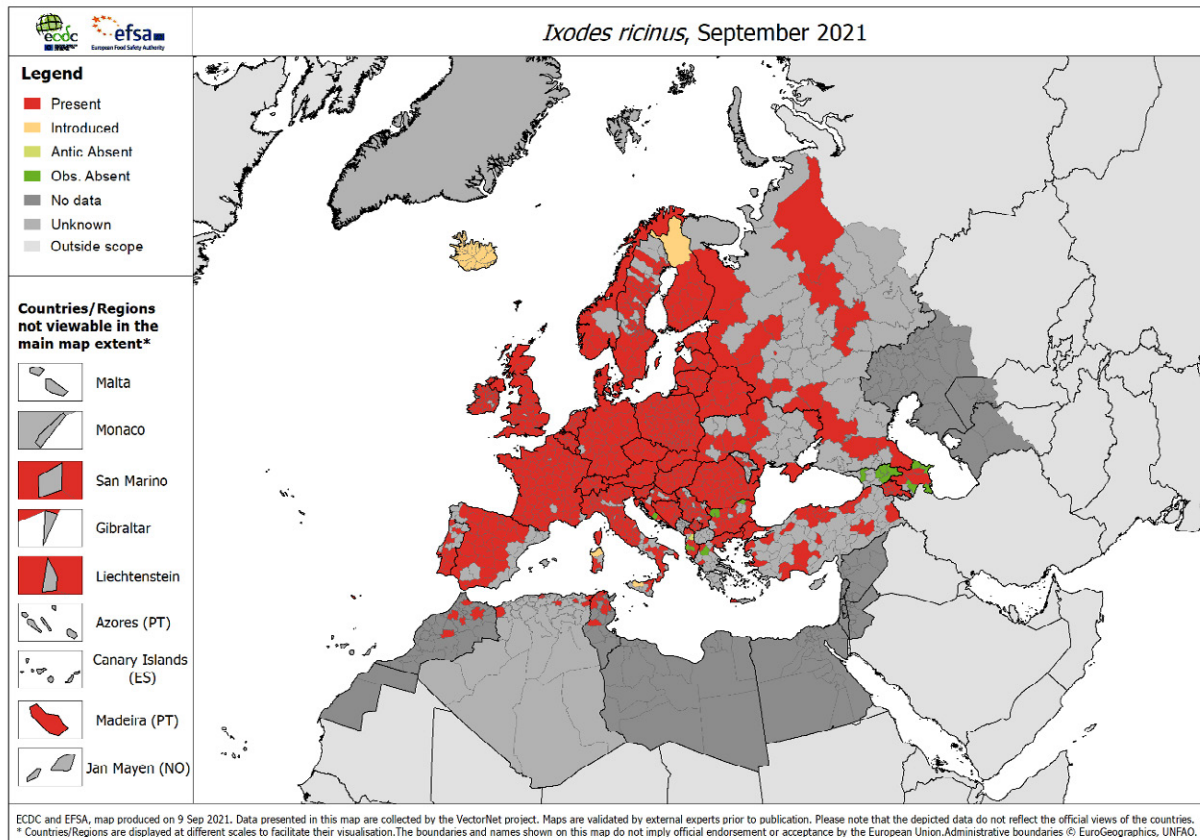 ecdc
efsa
European Food Safety Authority
Ixodes ricinus, September 2021
Legend
Present
Introduced
Antic Absent
Obs. Absent
No data
Unknown
Outside scope
Countries/Regions
not viewable in the
main map extent*
Malta
Monaco
San Marino
Gibraltar
Liechtenstein
Azores (PT)
Canary Islands
(ES)
Madeira (PT)
Jan Mayen (NO)
ECDC and EFSA, map produced on 9 Sep 2021. Data presented in this map are collected by the VectorNet project. Maps are validated by external experts prior to publication. Please note that the depicted data do not reflect the official views of the countries.
* Countries/Regions are displayed at different scales to facilitate their visualisation.The boundaries and names shown on this map do not imply official endorsement or acceptance by the European Union.Administrative boundaries © EuroGeographics, UNFAO.